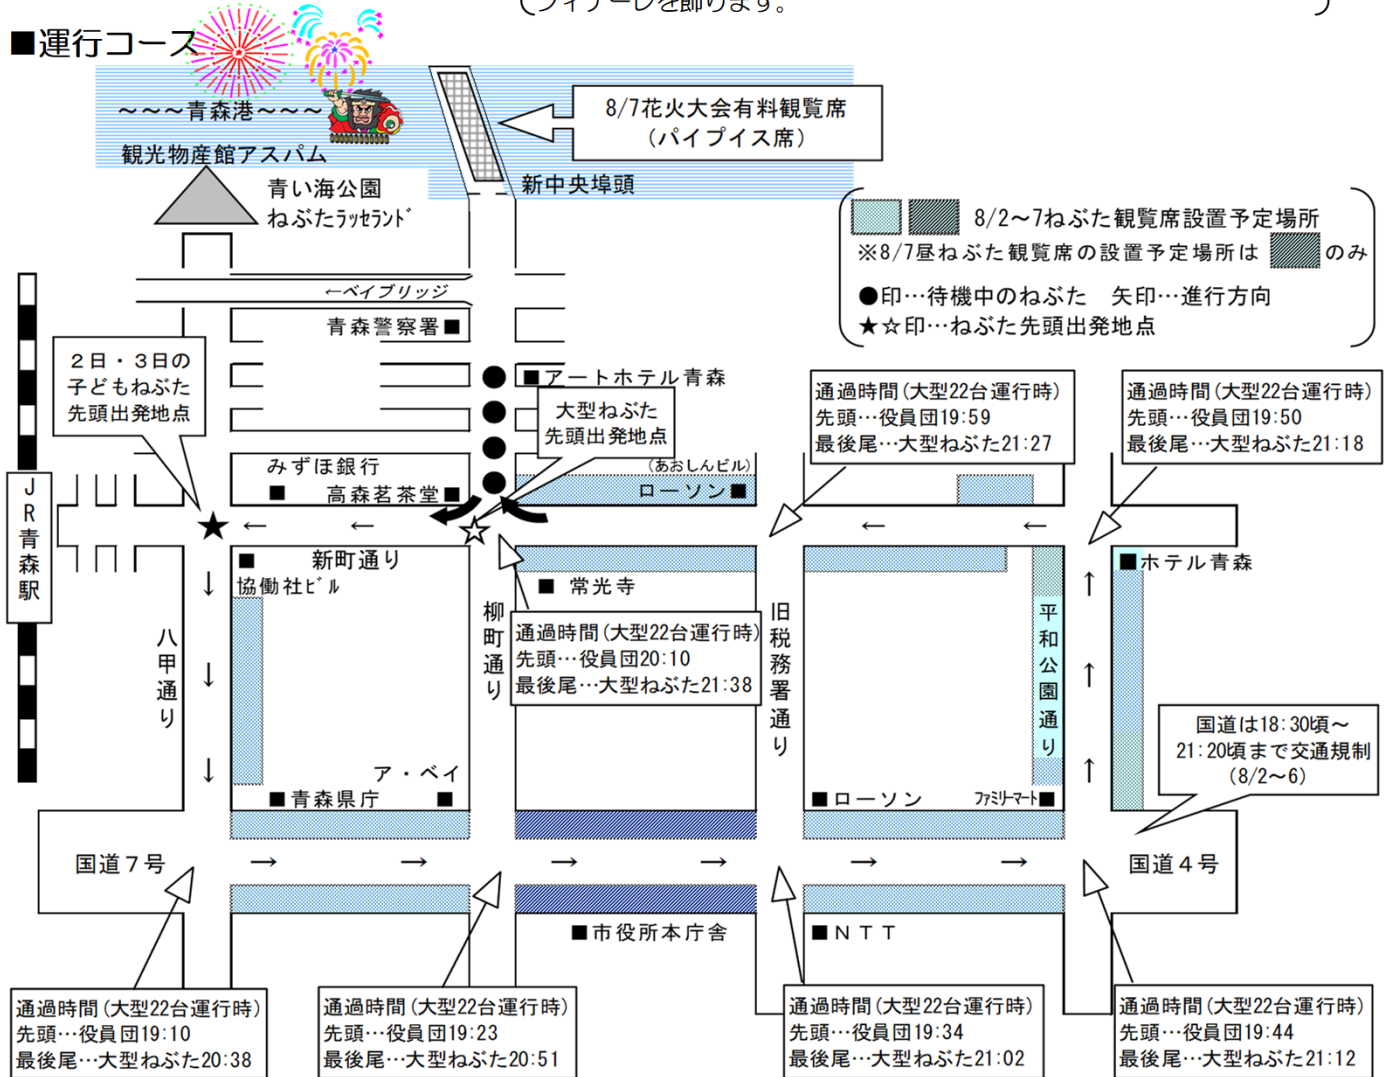 フィナーレを飾ります。
■運行コース
～～～青森港～～～
観光物産館アスパム
8/7花火大会有料観覧席
（パイプイス席）
新中央埠頭
青い海公園
ねぶたﾗｯｾﾗﾝﾄﾞ
8/2～7ねぶた観覧席設置予定場所
※8/7昼ねぶた観覧席の設置予定場所は のみ
●印…待機中のねぶた 矢印…進行方向
★☆印…ねぶた先頭出発地点
←ベイブリッジ
青森警察署■
２日・３日の
子どもねぶた
先頭出発地点
■アートホテル青森
大型ねぶた
先頭出発地点
通過時間(大型22台運行時)
先頭…役員団19:59
最後尾…大型ねぶた21:27
通過時間(大型22台運行時)
先頭…役員団19:50
最後尾…大型ねぶた21:18
みずほ銀行
■
高森茗茶堂■
(あおしんビル)
ローソン■
ＪＲ青森駅
新町通り
■
協働社ﾋﾞﾙ
■ 常光寺
■ホテル青森
八甲通り
柳町通り
旧税務署通り
平和公園通り
通過時間(大型22台運行時)
先頭…役員団20:10
最後尾…大型ねぶた21:38
国道は18:30頃～
21:20頃まで交通規制
(8/2～6)
ア・ベイ
■
■青森県庁
■ローソン
ﾌｧﾐﾘｰﾏｰﾄ■
国道７号
国道４号
■市役所本庁舎
■ＮＴＴ
通過時間(大型22台運行時)
先頭…役員団19:10
最後尾…大型ねぶた20:38
通過時間(大型22台運行時)
先頭…役員団19:23
最後尾…大型ねぶた20:51
通過時間(大型22台運行時)
先頭…役員団19:34
最後尾…大型ねぶた21:02
通過時間(大型22台運行時)
先頭…役員団19:44
最後尾…大型ねぶた21:12